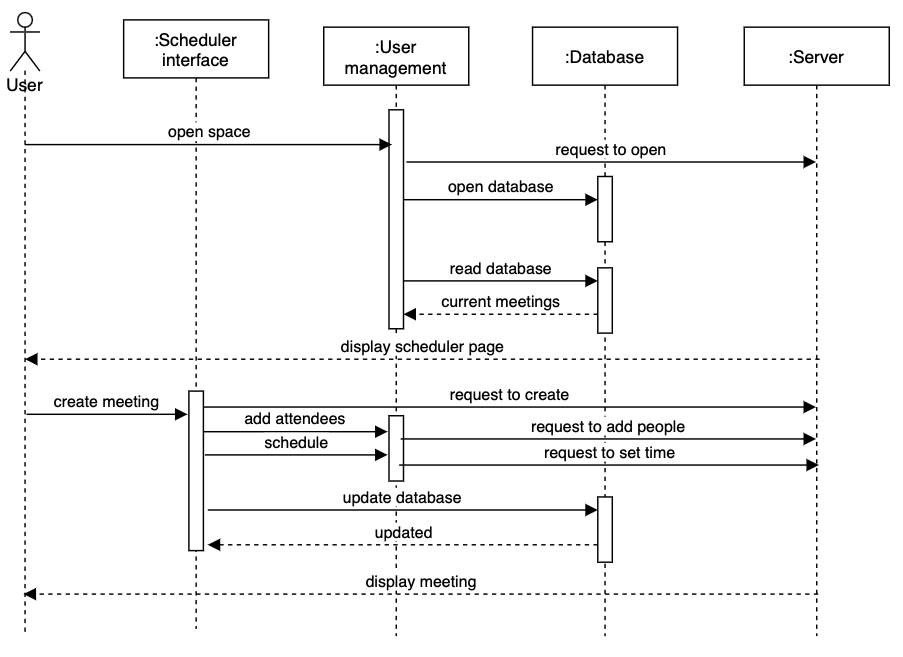 :Scheduler
interface
:User
management
:Database
:Server
User
open space
request to open
open database
read database
current meetings
display scheduler page
create meeting
request to create
add attendees
request to add people
schedule
request to set time
update database
updated
display meeting